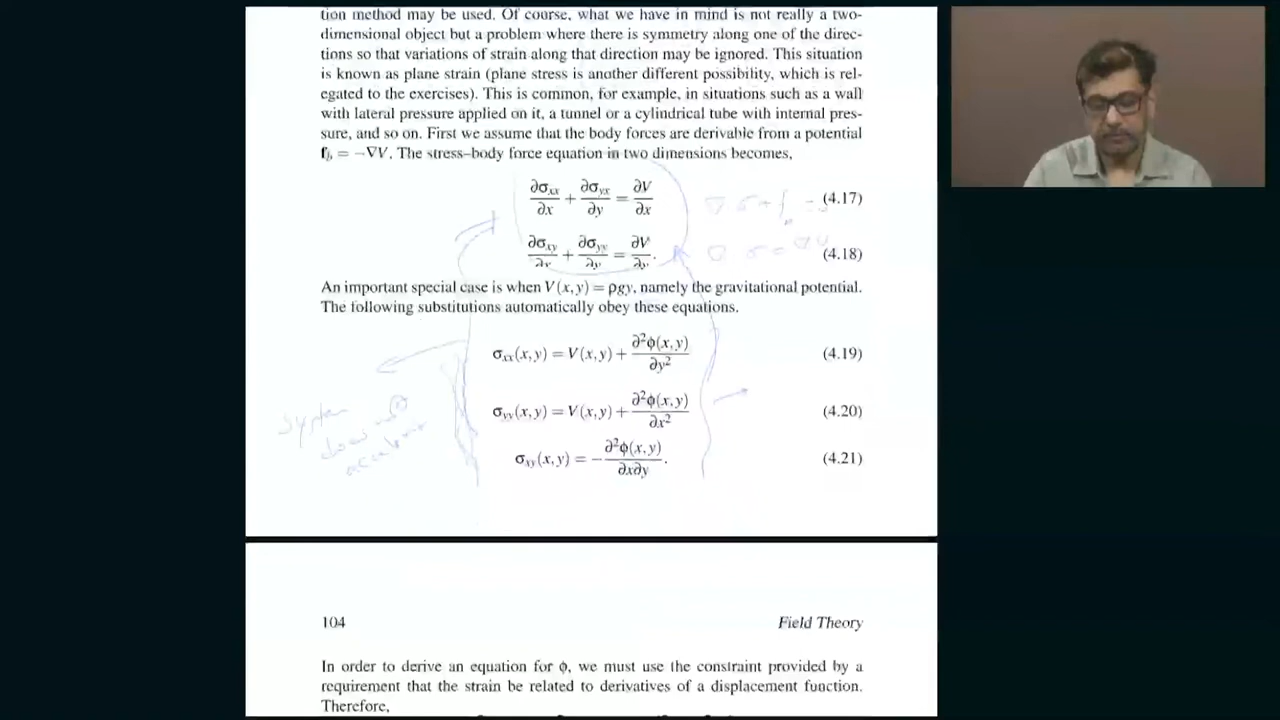 tion method may be used. Of course, what we have in mind is not really a two-
dimensional object but a problem where there is symmetry along one of the direc-
tions so that variations of strain along that direction may be ignored. This situation
is known as plane strain (plane stress is another different possibility, which is rel-
egated to the exercises). This is common, for example, in situations such as a wall
with lateral pressure applied on it, a tunnel or a cylindrical tube with internal pres-
sure, and so on. First we assume that the body forces are derivable from a potential
f_b = −∇V. The stress–body force equation in two dimensions becomes,
∂σ_xx/∂x + ∂σ_yx/∂y = ∂V/∂x (4.17)
∂σ_xy/∂x + ∂σ_yy/∂y = ∂V/∂y. (4.18)
An important special case is when V(x,y) = ρgy, namely the gravitational potential.
The following substitutions automatically obey these equations.
σ_xx(x,y) = V(x,y) + ∂²ϕ(x,y)/∂y² (4.19)
σ_yy(x,y) = V(x,y) + ∂²ϕ(x,y)/∂x² (4.20)
σ_xy(x,y) = − ∂²ϕ(x,y)/∂x∂y. (4.21)
System
does not
104 Field Theory
In order to derive an equation for ϕ, we must use the constraint provided by a
requirement that the strain be related to derivatives of a displacement function.
Therefore,